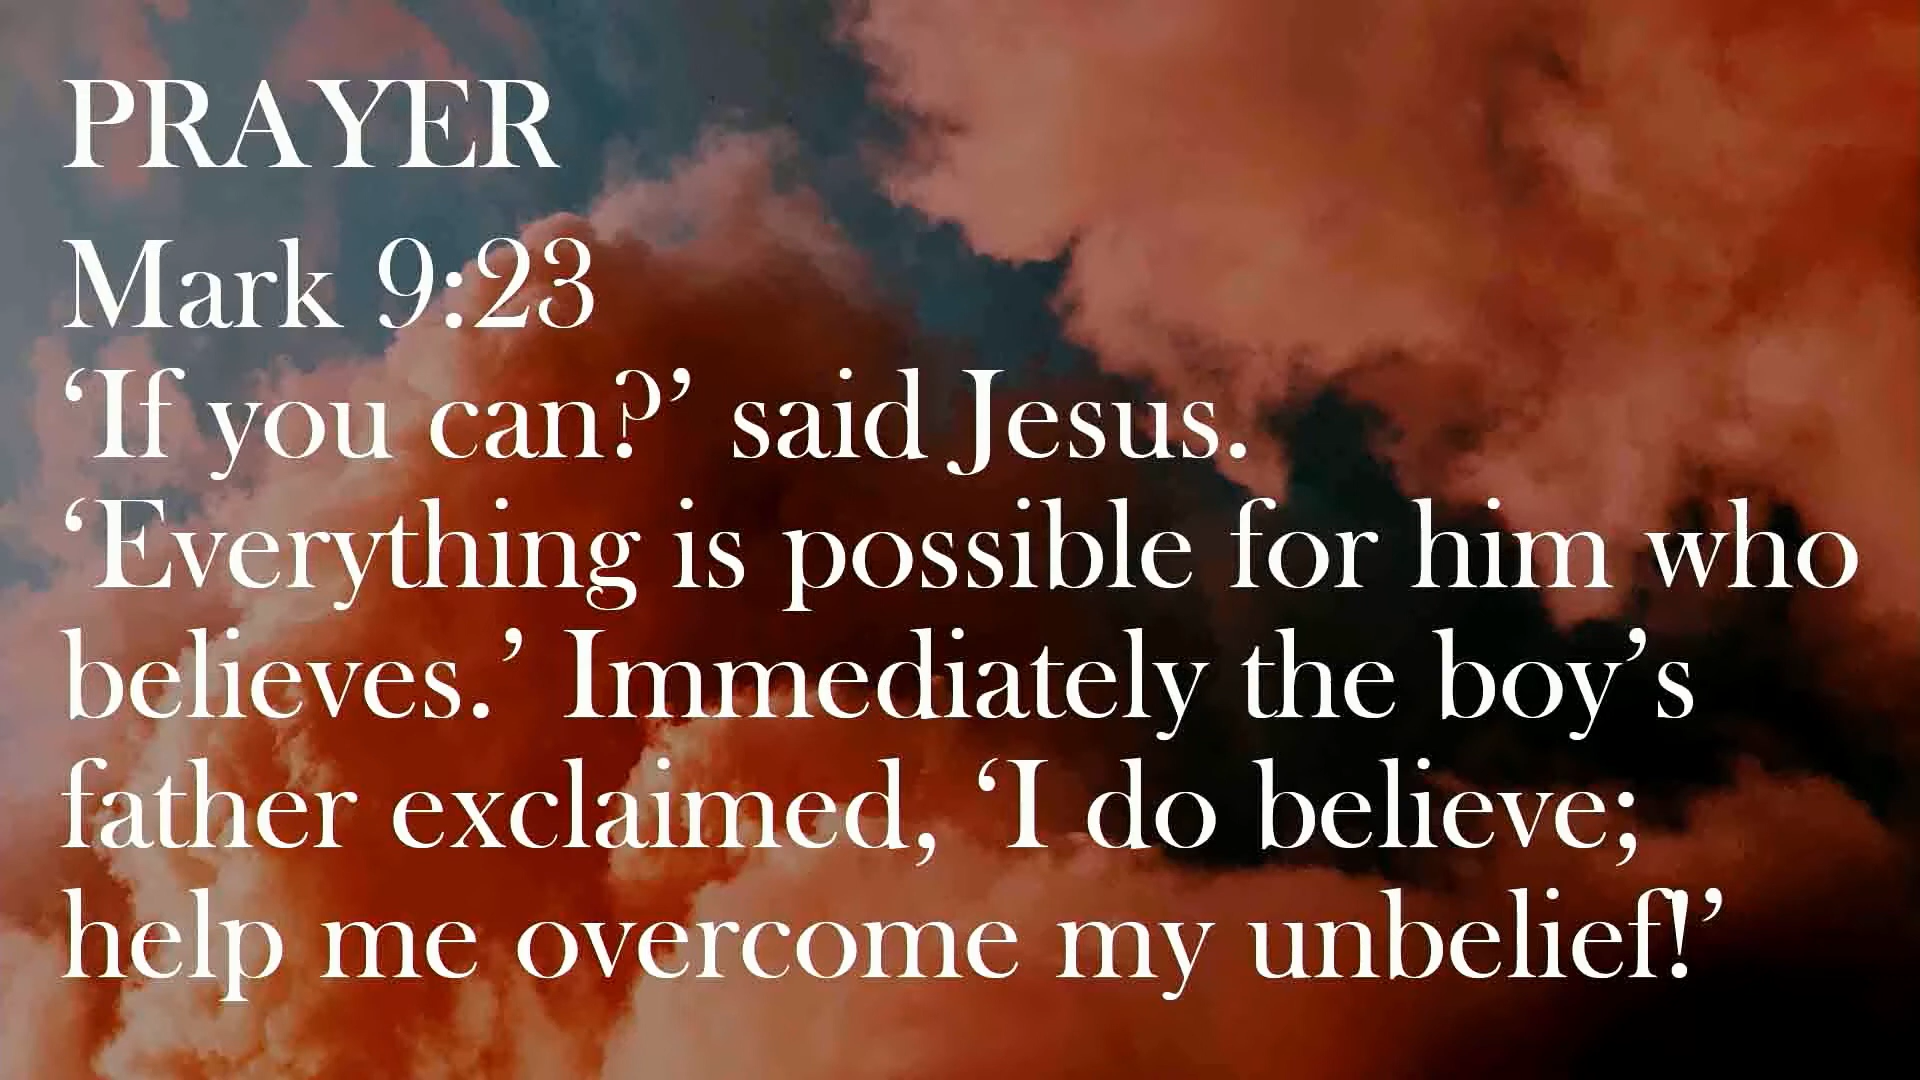 PRAYER
Mark 9:23
‘If you can?’ said Jesus.
‘Everything is possible for him who
believes.’ Immediately the boy’s
father exclaimed, ‘I do believe;
help me overcome my unbelief!’